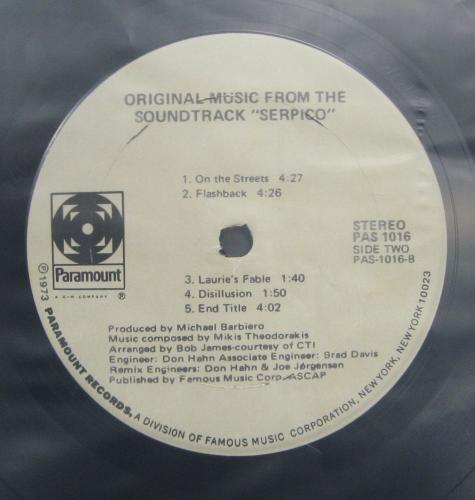 ORIGINAL MUSIC FROM THE
SOUNDTRACK "SERPICO"
1. On the Streets 4:27
2. Flashback 4:26
STEREO
PAS 1016
SIDE TWO
PAS-1016-B
Paramount
A G+W COMPANY ®
3. Laurie's Fable 1:40
4. Disillusion 1:50
5. End Title 4:02
Produced by Michael Barbiero
Music composed by Mikis Theodorakis
Arranged by Bob James-courtesy of CTI
Engineer: Don Hahn Associate Engineer: Brad Davis
Remix Engineers: Don Hahn & Joe Jørgensen
Published by Famous Music Corp. ASCAP
℗1973 PARAMOUNT RECORDS, A DIVISION OF FAMOUS MUSIC CORPORATION, NEW YORK, NEW YORK 10023